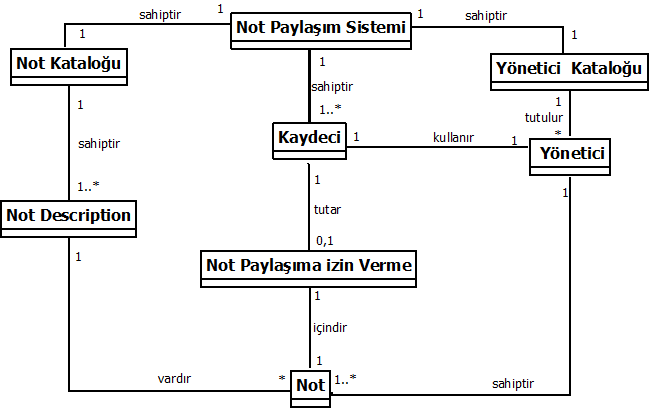 sahiptir
1
Not Paylaşım Sistemi
1
sahiptir
1
1
Not Kataloğu
1
sahiptir
1..*
Yönetici Kataloğu
1
sahiptir
1..*
Not Description
1
1
tutulur
*
Kaydeci
1
kullanır
1
Yönetici
1
tutar
0,1
1
Not Paylaşıma izin Verme
1
içindir
1
vardır
*
Not
1..*
sahiptir